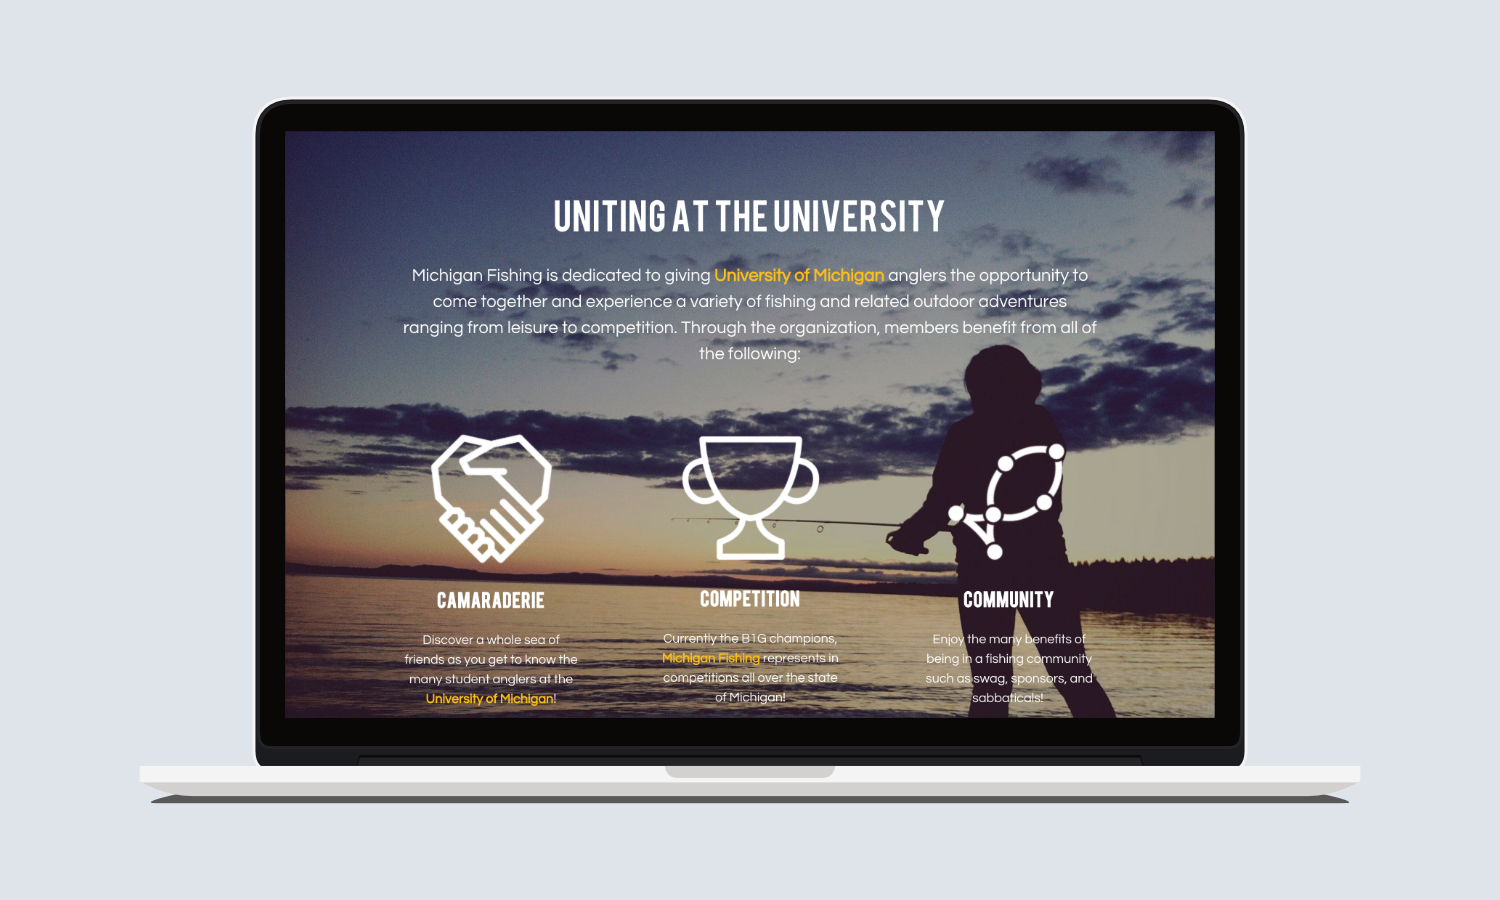 UNITING AT THE UNIVERSITY
Michigan Fishing is dedicated to giving University of Michigan anglers the opportunity to
come together and experience a variety of fishing and related outdoor adventures
ranging from leisure to competition. Through the organization, members benefit from all of
the following:
CAMARADERIE
Discover a whole sea of
friends as you get to know the
many student anglers at the
University of Michigan!
COMPETITION
Currently the B1G champions,
Michigan Fishing represents in
competitions all over the state
of Michigan!
COMMUNITY
Enjoy the many benefits of
being in a fishing community
such as swag, sponsors, and
sabbaticals!